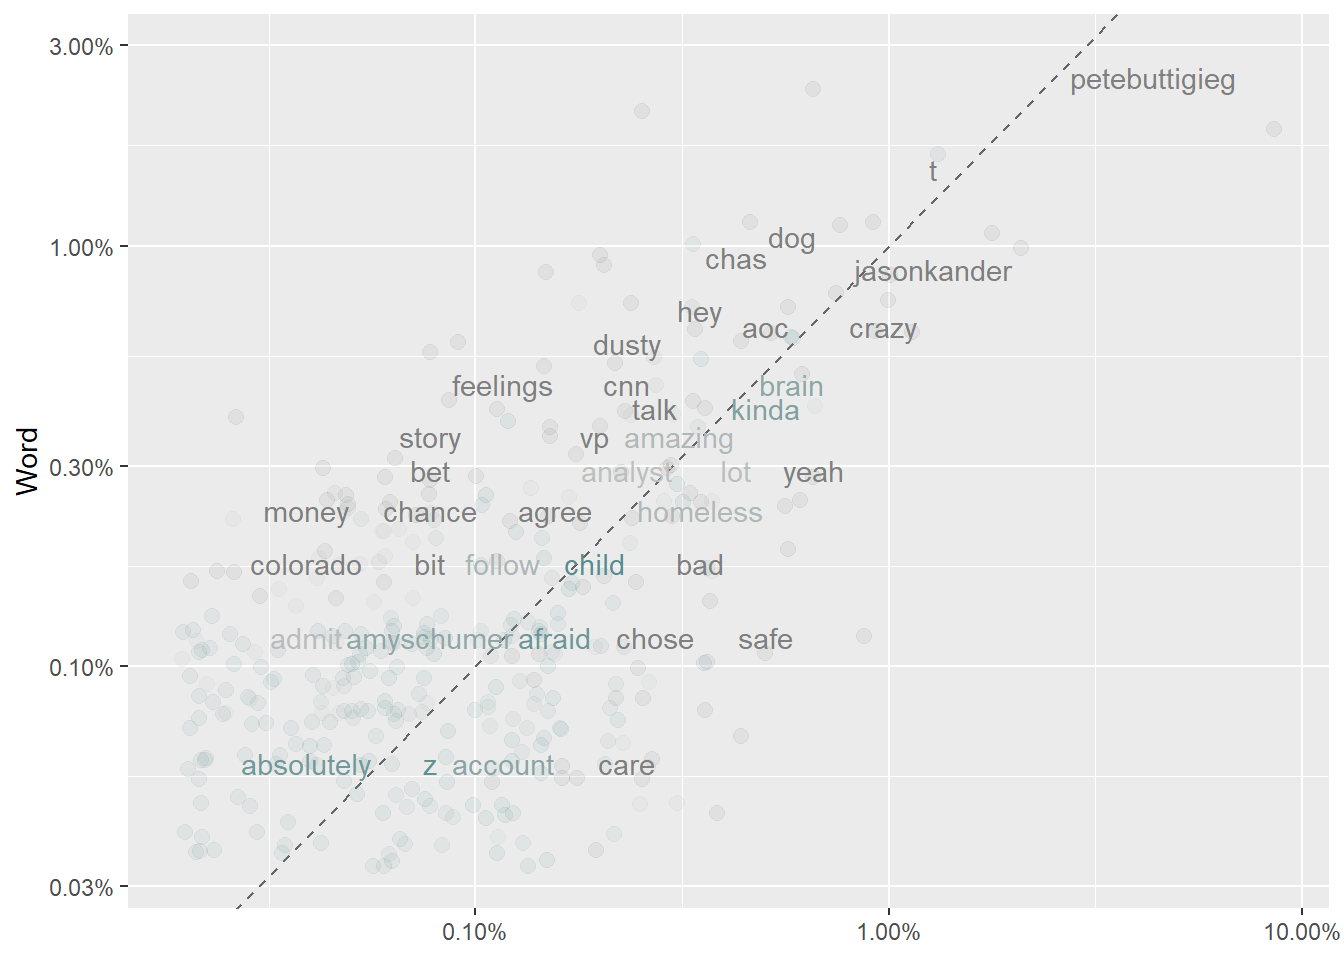 3.00%
petebuttigieg
t
1.00%
dog
chas
jasonkander
hey
aoc
crazy
dusty
feelings
cnn
brain
talk
kinda
Word
story
vp
amazing
0.30%
bet
analyst
lot
yeah
money
chance
agree
homeless
colorado
bit
follow
child
bad
admit
amyschumer
afraid
chose
safe
0.10%
absolutely
z
account
care
0.03%
0.10%
1.00%
10.00%